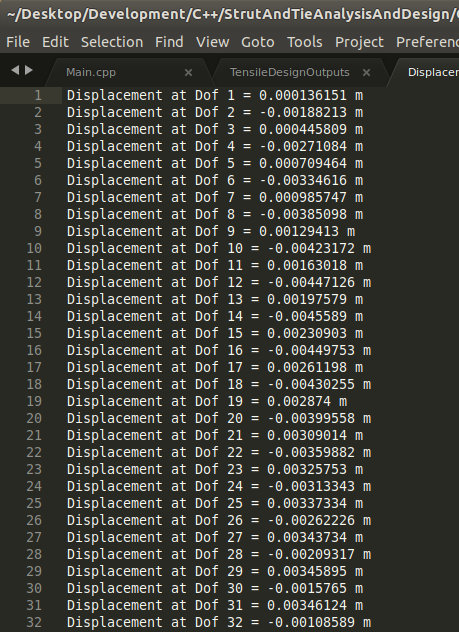 ~/Desktop/Development/C++/StrutAndTieAnalysisAndDesign/
File Edit Selection Find View Goto Tools Project Preferen
Main.cpp × TensileDesignOutputs × Displacer
1 Displacement at Dof 1 = 0.000136151 m
2 Displacement at Dof 2 = -0.00188213 m
3 Displacement at Dof 3 = 0.000445809 m
4 Displacement at Dof 4 = -0.00271084 m
5 Displacement at Dof 5 = 0.000709464 m
6 Displacement at Dof 6 = -0.00334616 m
7 Displacement at Dof 7 = 0.000985747 m
8 Displacement at Dof 8 = -0.00385098 m
9 Displacement at Dof 9 = 0.00129413 m
10 Displacement at Dof 10 = -0.00423172 m
11 Displacement at Dof 11 = 0.00163018 m
12 Displacement at Dof 12 = -0.00447126 m
13 Displacement at Dof 13 = 0.00197579 m
14 Displacement at Dof 14 = -0.0045589 m
15 Displacement at Dof 15 = 0.00230903 m
16 Displacement at Dof 16 = -0.00449753 m
17 Displacement at Dof 17 = 0.00261198 m
18 Displacement at Dof 18 = -0.00430255 m
19 Displacement at Dof 19 = 0.002874 m
20 Displacement at Dof 20 = -0.00399558 m
21 Displacement at Dof 21 = 0.00309014 m
22 Displacement at Dof 22 = -0.00359882 m
23 Displacement at Dof 23 = 0.00325753 m
24 Displacement at Dof 24 = -0.00313343 m
25 Displacement at Dof 25 = 0.00337334 m
26 Displacement at Dof 26 = -0.00262226 m
27 Displacement at Dof 27 = 0.00343734 m
28 Displacement at Dof 28 = -0.00209317 m
29 Displacement at Dof 29 = 0.00345895 m
30 Displacement at Dof 30 = -0.0015765 m
31 Displacement at Dof 31 = 0.00346124 m
32 Displacement at Dof 32 = -0.00108589 m